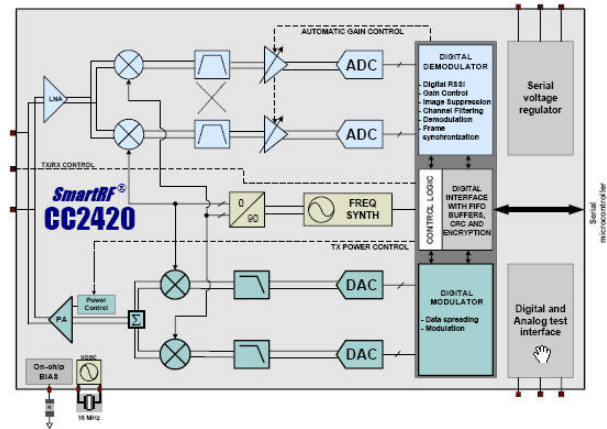 AUTOMATIC GAIN CONTROL
LNA
ADC
ADC
DIGITAL
DEMODULATOR
- Digital RSSI
- Gain Control
- Image Suppression
- Channel Filtering
- Demodulation
- Frame
synchronization
Serial
voltage
regulator
TX/RX CONTROL
SmartRF®
CC2420
0
90
FREQ
SYNTH
CONTROL LOGIC
DIGITAL
INTERFACE
WITH FIFO
BUFFERS,
CRC AND
ENCRYPTION
Serial
microcontroller
TX POWER CONTROL
Power
Control
PA
Σ
DAC
DAC
DIGITAL
MODULATOR
- Data spreading
- Modulation
Digital and
Analog test
interface
On-chip
BIAS
XOSC
R
16 MHz